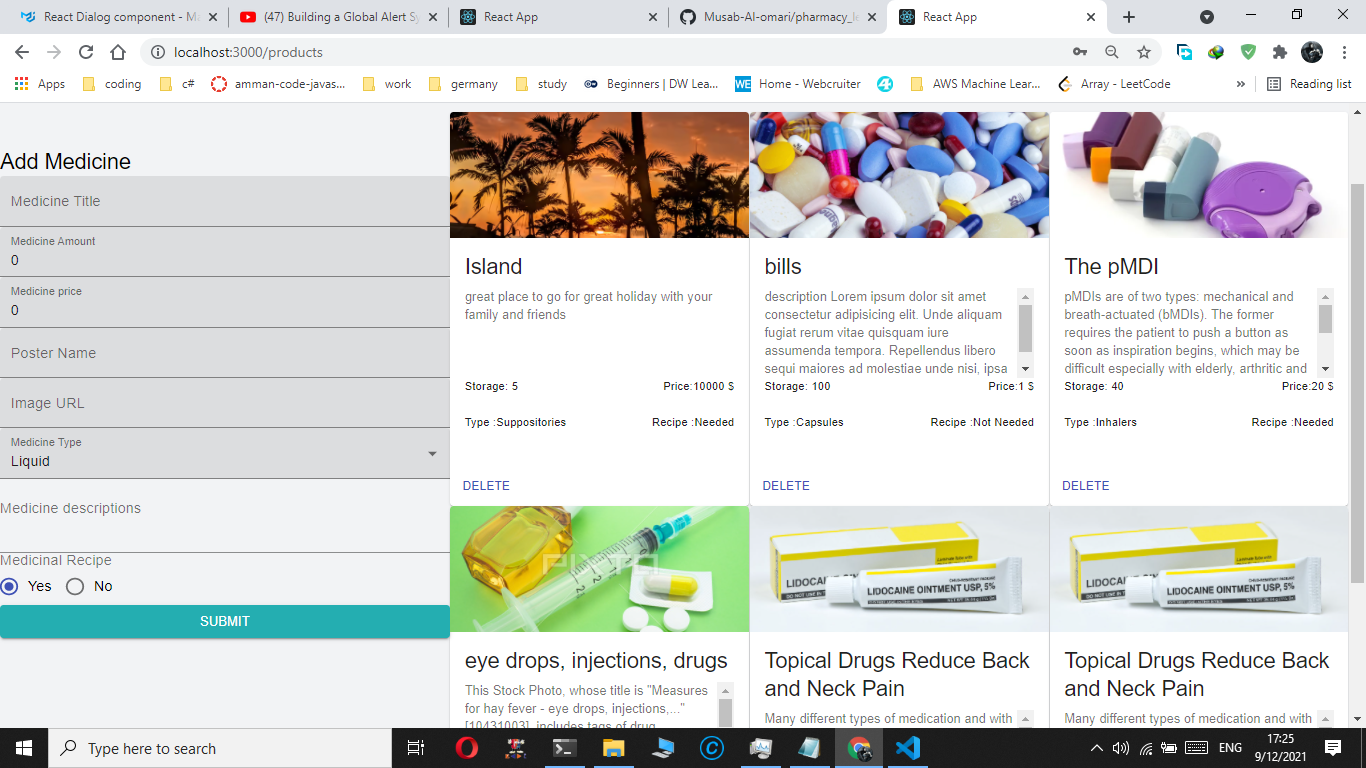 React Dialog component - Ma
(47) Building a Global Alert Sy
React App
Musab-Al-omari/pharmacy_le
React App
localhost:3000/products
Apps
coding
c#
amman-code-javas...
work
germany
study
Beginners | DW Lea...
Home - Webcruiter
AWS Machine Lear...
Array - LeetCode
»
Reading list
Add Medicine
Medicine Title
Medicine Amount
0
Medicine price
0
Poster Name
Image URL
Medicine Type
Liquid
Medicine descriptions
Medicinal Recipe
Yes
No
SUBMIT
Island
great place to go for great holiday with your
family and friends
Storage: 5
Price:10000 $
Type :Suppositories
Recipe :Needed
DELETE
bills
description Lorem ipsum dolor sit amet
consectetur adipisicing elit. Unde aliquam
fugiat rerum vitae quisquam iure
assumenda tempora. Repellendus libero
sequi maiores ad molestiae unde nisi, ipsa
Storage: 100
Price:1 $
Type :Capsules
Recipe :Not Needed
DELETE
The pMDI
pMDIs are of two types: mechanical and
breath-actuated (bMDIs). The former
requires the patient to push a button as
soon as inspiration begins, which may be
difficult especially with elderly, arthritic and
Storage: 40
Price:20 $
Type :Inhalers
Recipe :Needed
DELETE
PIXTA
eye drops, injections, drugs
This Stock Photo, whose title is "Measures
for hay fever - eye drops, injections,..."
[10431003], includes tags of drug,
LIDOCAINE OINTMENT
LIDOCAINE OINTMENT USP, 5%
Topical Drugs Reduce Back
and Neck Pain
Many different types of medication and with
LIDOCAINE OINTMENT
LIDOCAINE OINTMENT USP, 5%
Topical Drugs Reduce Back
and Neck Pain
Many different types of medication and with
Type here to search
ENG
17:25
9/12/2021